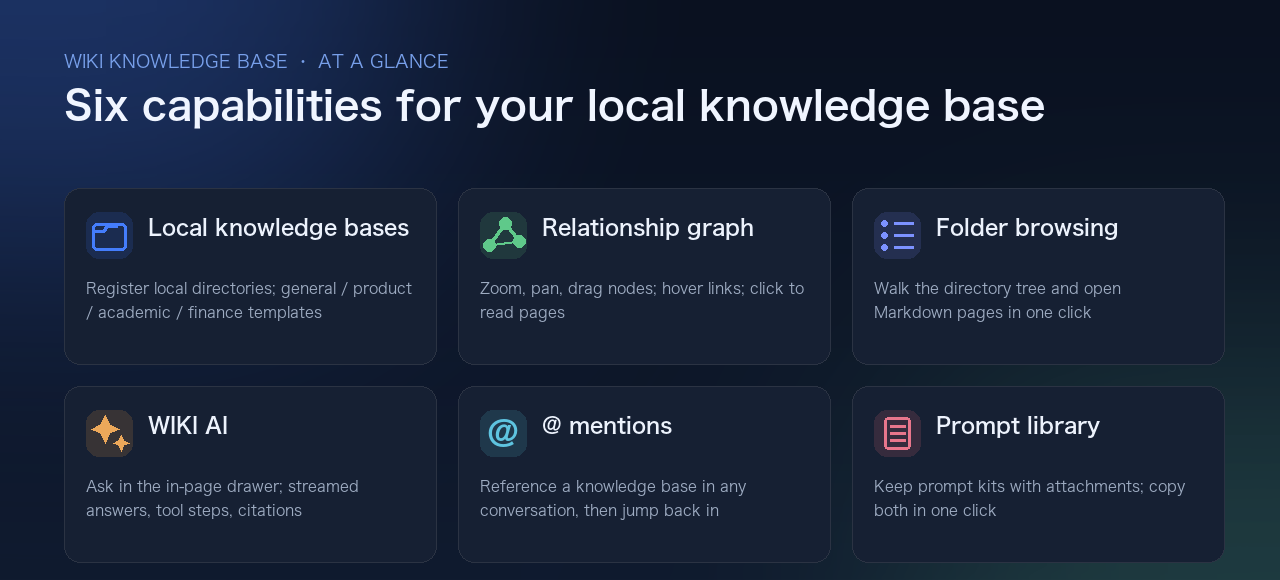 WIKI KNOWLEDGE BASE · AT A GLANCE
Six capabilities for your local knowledge base
Local knowledge bases
Register local directories; general / product
/ academic / finance templates
Relationship graph
Zoom, pan, drag nodes; hover links; click to
read pages
Folder browsing
Walk the directory tree and open
Markdown pages in one click
WIKI AI
Ask in the in-page drawer; streamed
answers, tool steps, citations
@
@ mentions
Reference a knowledge base in any
conversation, then jump back in
Prompt library
Keep prompt kits with attachments; copy
both in one click